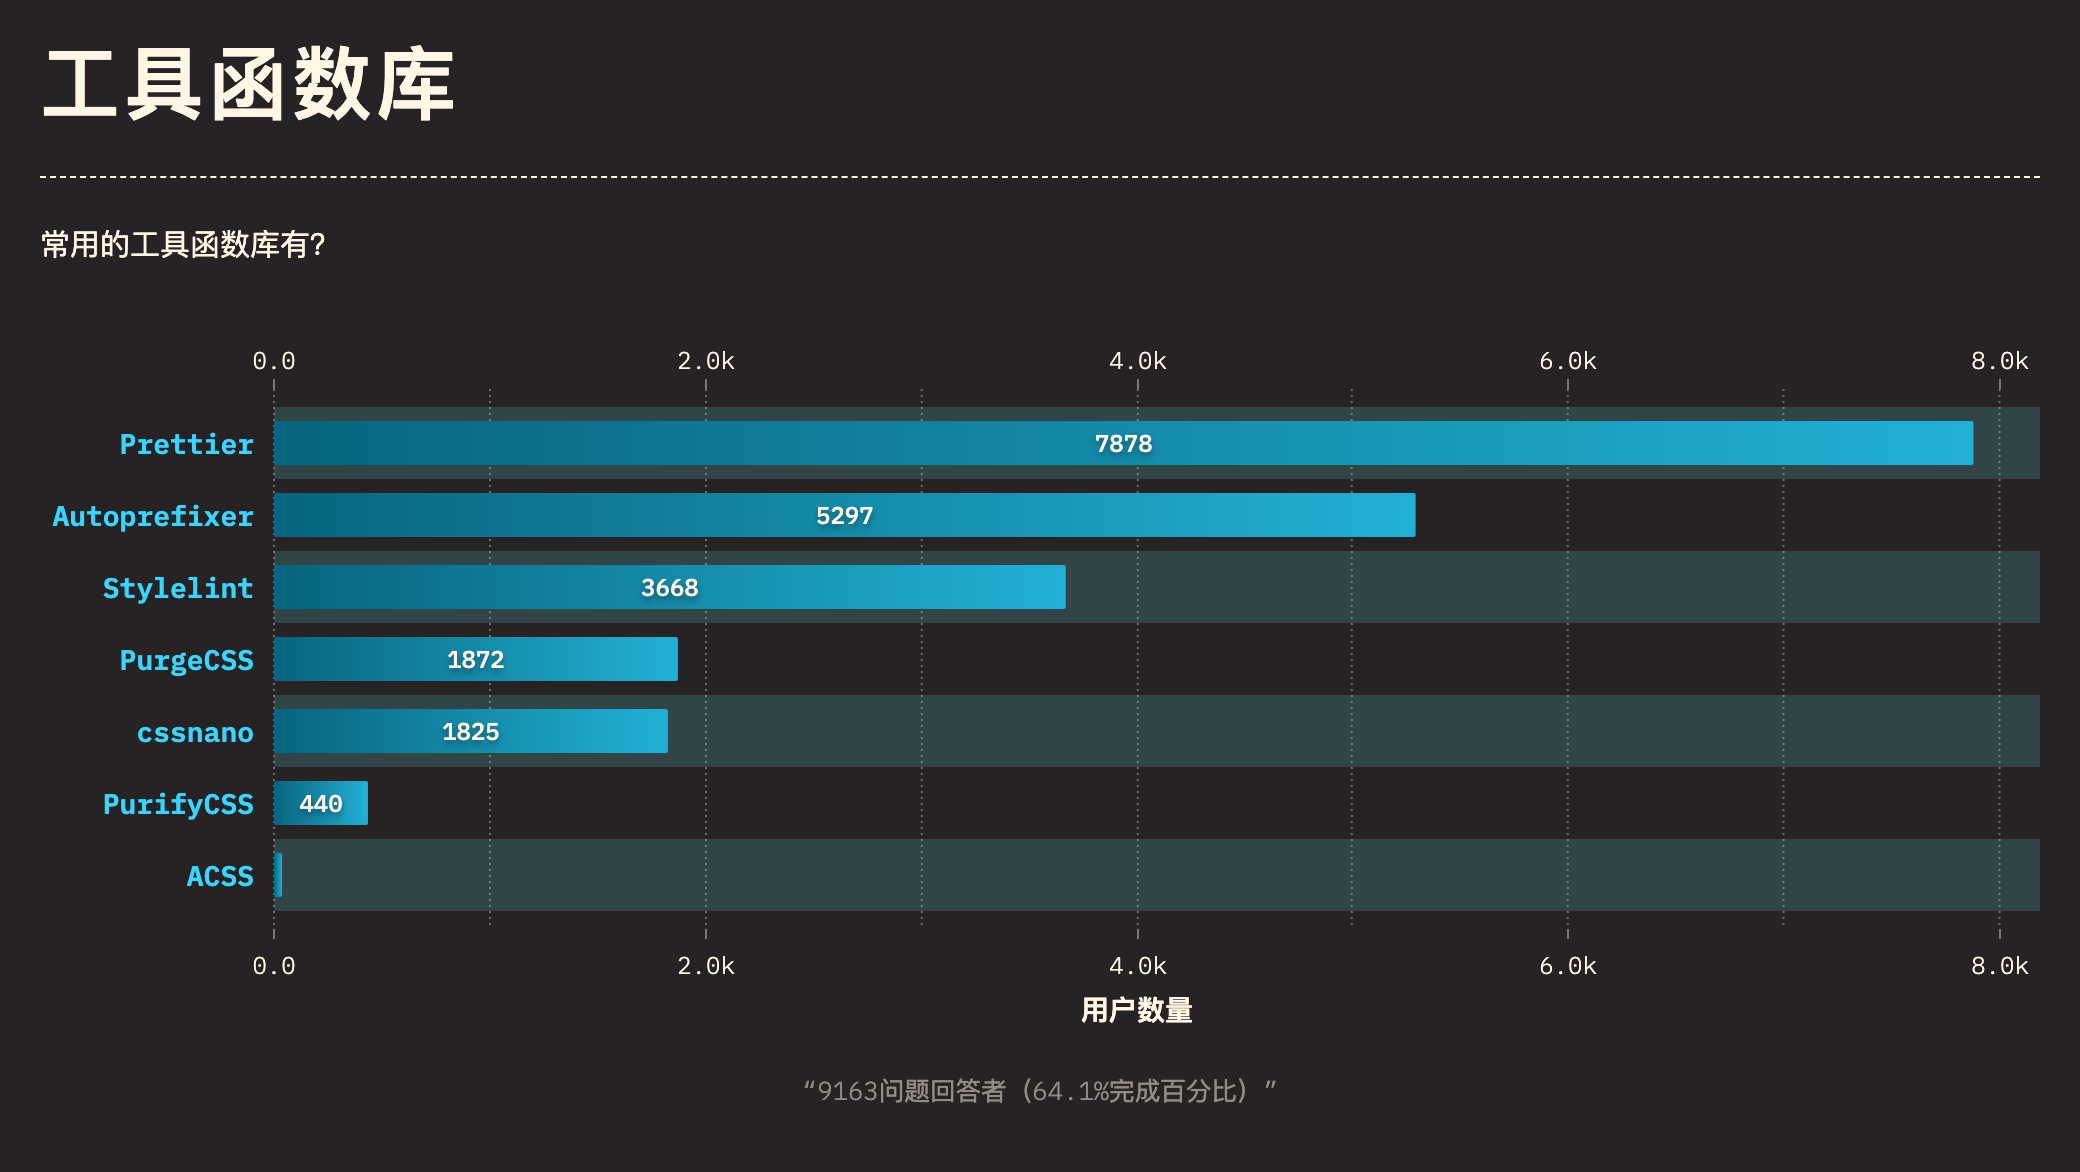 工具函数库
常用的工具函数库有?
0.0 2.0k 4.0k 6.0k 8.0k
Prettier 7878
Autoprefixer 5297
Stylelint 3668
PurgeCSS 1872
cssnano 1825
PurifyCSS 440
ACSS
0.0 2.0k 4.0k 6.0k 8.0k
用户数量
“9163问题回答者（64.1%完成百分比）”